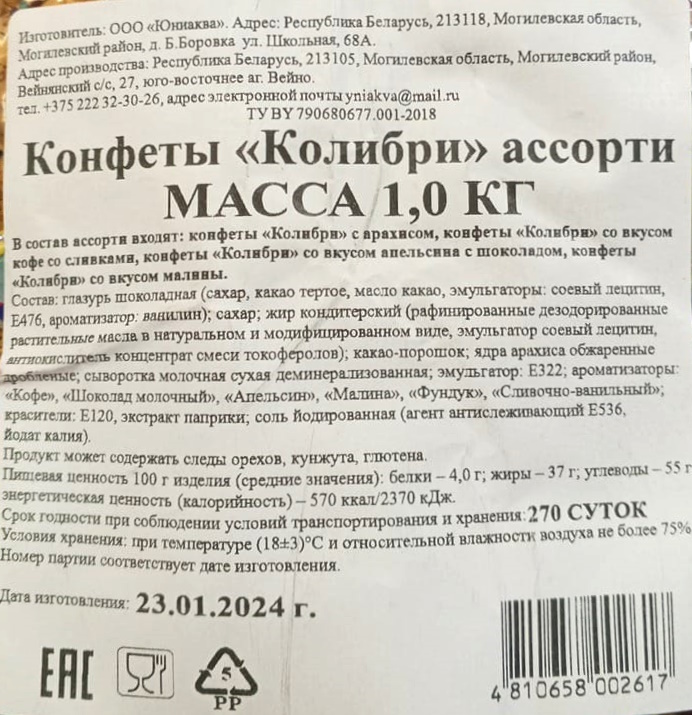 Изготовитель: ООО «Юниаква». Адрес: Республика Беларусь, 213118, Могилевская область,
Могилевский район, д. Б.Боровка ул. Школьная, 68А.
Адрес производства: Республика Беларусь, 213105, Могилевская область, Могилевский район,
Вейнянский с/с, 27, юго-восточнее аг. Вейно.
тел. +375 222 32-30-26, адрес электронной почты yniakva@mail.ru
ТУ BY 790680677.001-2018
Конфеты «Колибри» ассорти
МАССА 1,0 КГ
В состав ассорти входят: конфеты «Колибри» с арахисом, конфеты «Колибри» со вкусом
кофе со сливками, конфеты «Колибри» со вкусом апельсина с шоколадом, конфеты
«Колибри» со вкусом малины.
Состав: глазурь шоколадная (сахар, какао тертое, масло какао, эмульгаторы: соевый лецитин,
Е476, ароматизатор: ванилин); сахар; жир кондитерский (рафинированные дезодорированные
растительные масла в натуральном и модифицированном виде, эмульгатор соевый лецитин,
антиокислитель концентрат смеси токоферолов); какао-порошок; ядра арахиса обжаренные
дробленые; сыворотка молочная сухая деминерализованная; эмульгатор: Е322; ароматизаторы:
«Кофе», «Шоколад молочный», «Апельсин», «Малина», «Фундук», «Сливочно-ванильный»;
красители: Е120, экстракт паприки; соль йодированная (агент антислеживающий Е536,
йодат калия).
Продукт может содержать следы орехов, кунжута, глютена.
Пищевая ценность 100 г изделия (средние значения): белки – 4,0 г; жиры – 37 г; углеводы – 55 г
энергетическая ценность (калорийность) – 570 ккал/2370 кДж.
Срок годности при соблюдении условий транспортирования и хранения: 270 СУТОК
Условия хранения: при температуре (18±3)°С и относительной влажности воздуха не более 75%
Номер партии соответствует дате изготовления.
Дата изготовления: 23.01.2024 г.
EAC
5
PP
4 810658 002617